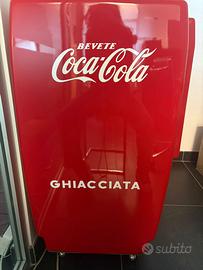 BEVETE
Coca-Cola
GHIACCIATA
subito